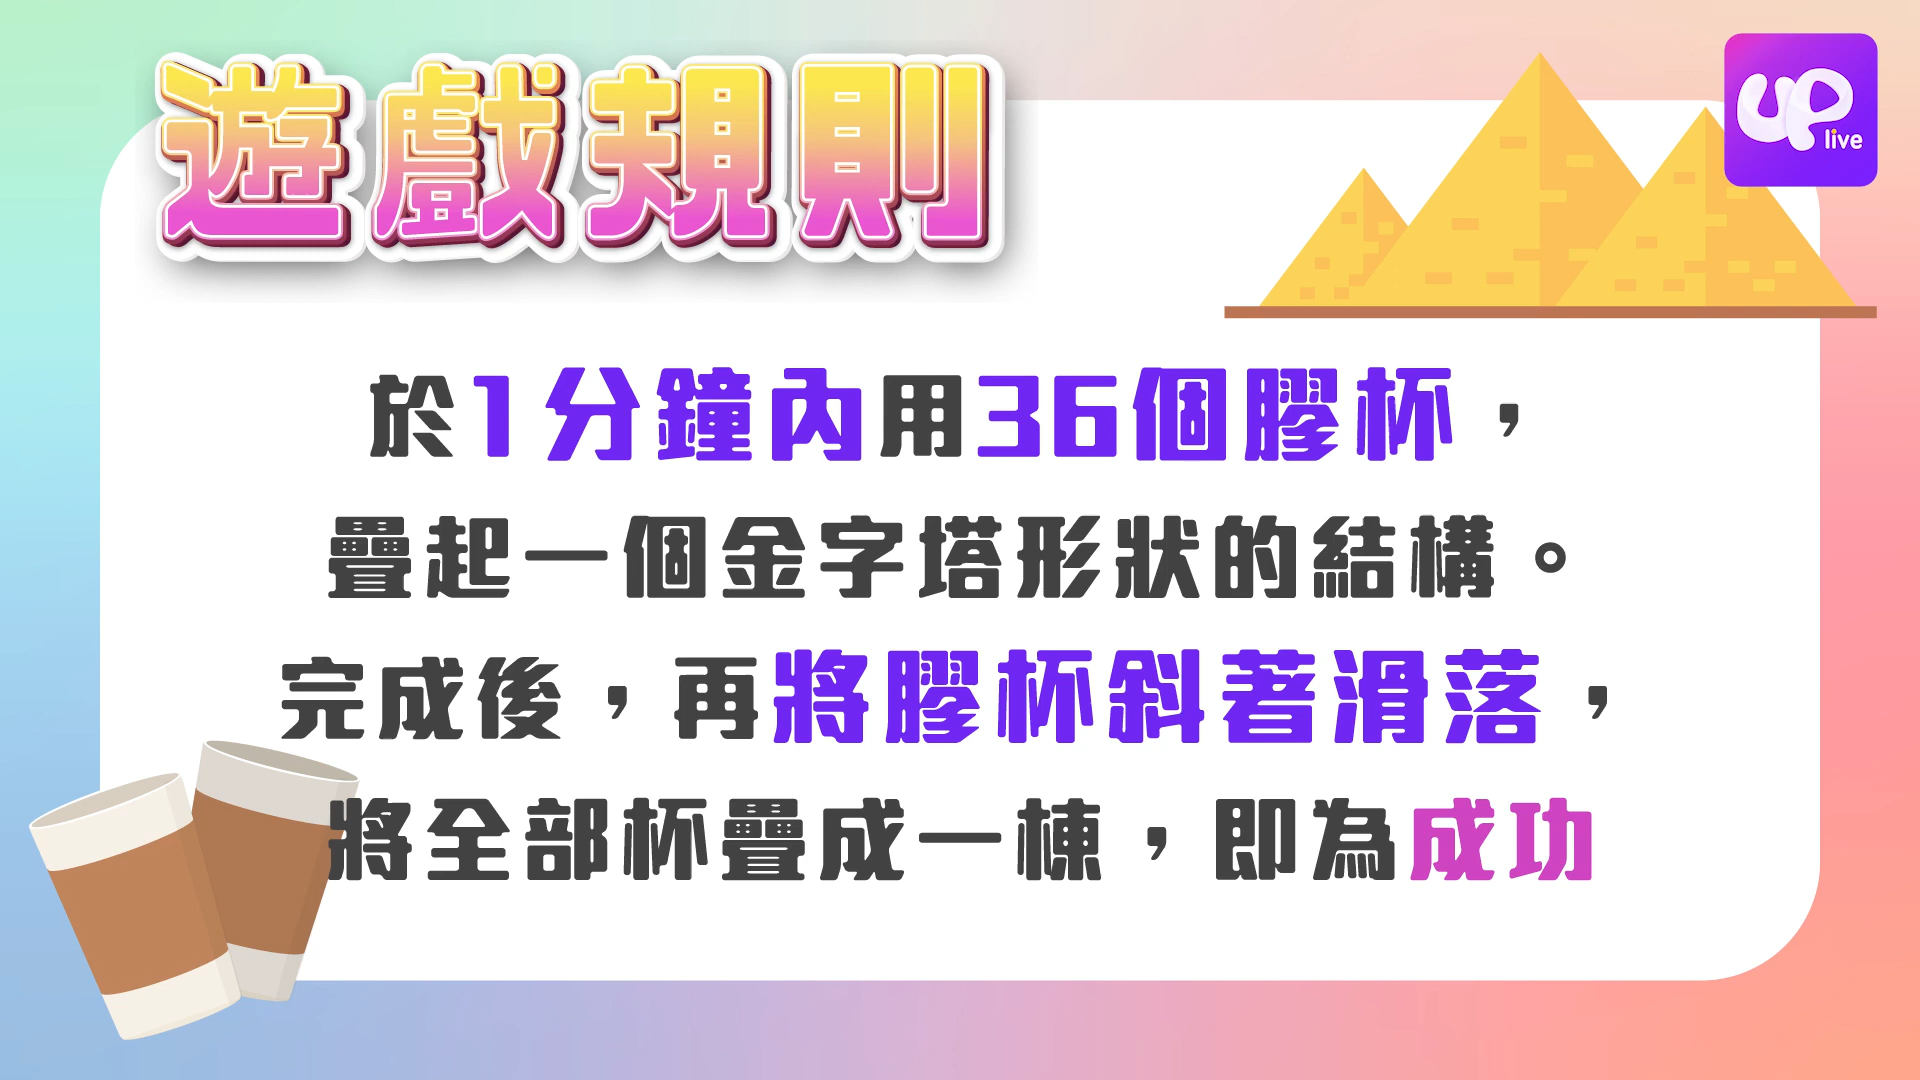 遊戲規則
UP live
於1分鐘內用36個膠杯，
疊起一個金字塔形狀的結構。
完成後，再將膠杯斜著滑落，
將全部杯疊成一棟，即為成功